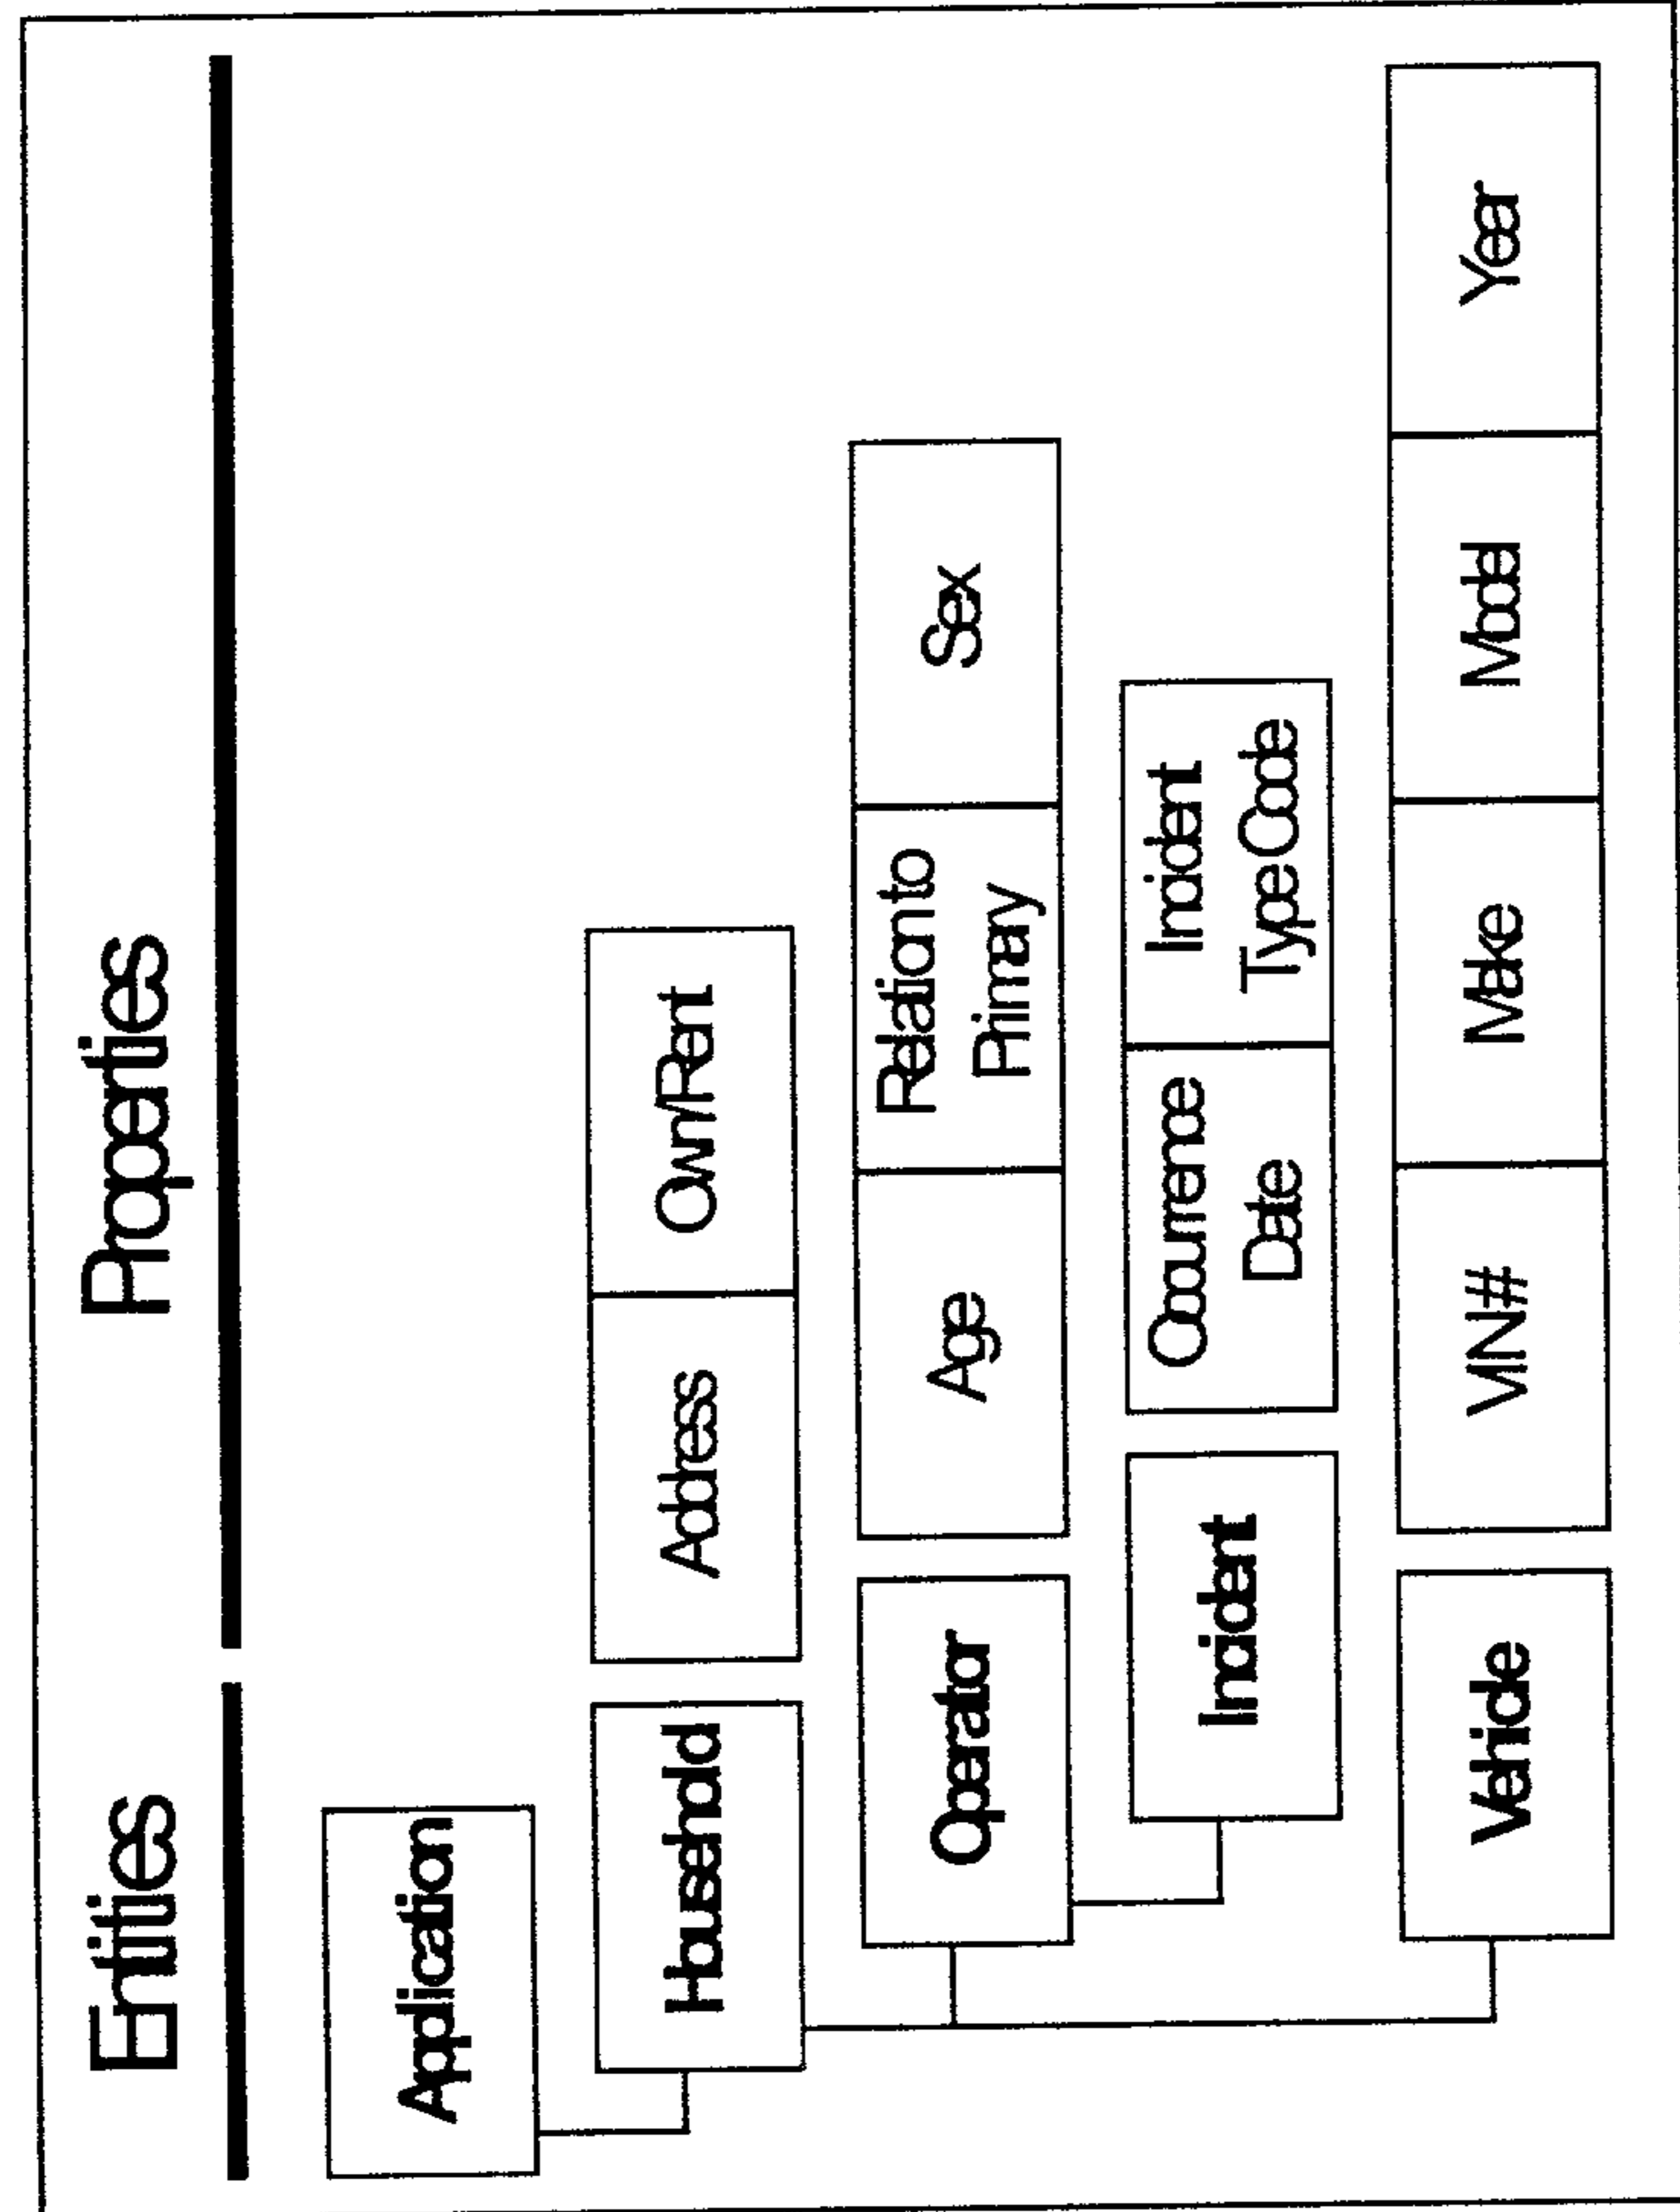 Entities
Properties
Application
Household
Address
Own/Rent
Operator
Age
Relation to
Primary
Sex
Incident
Occurrence
Date
Incident
Type Code
Vehicle
VIN#
Make
Model
Year